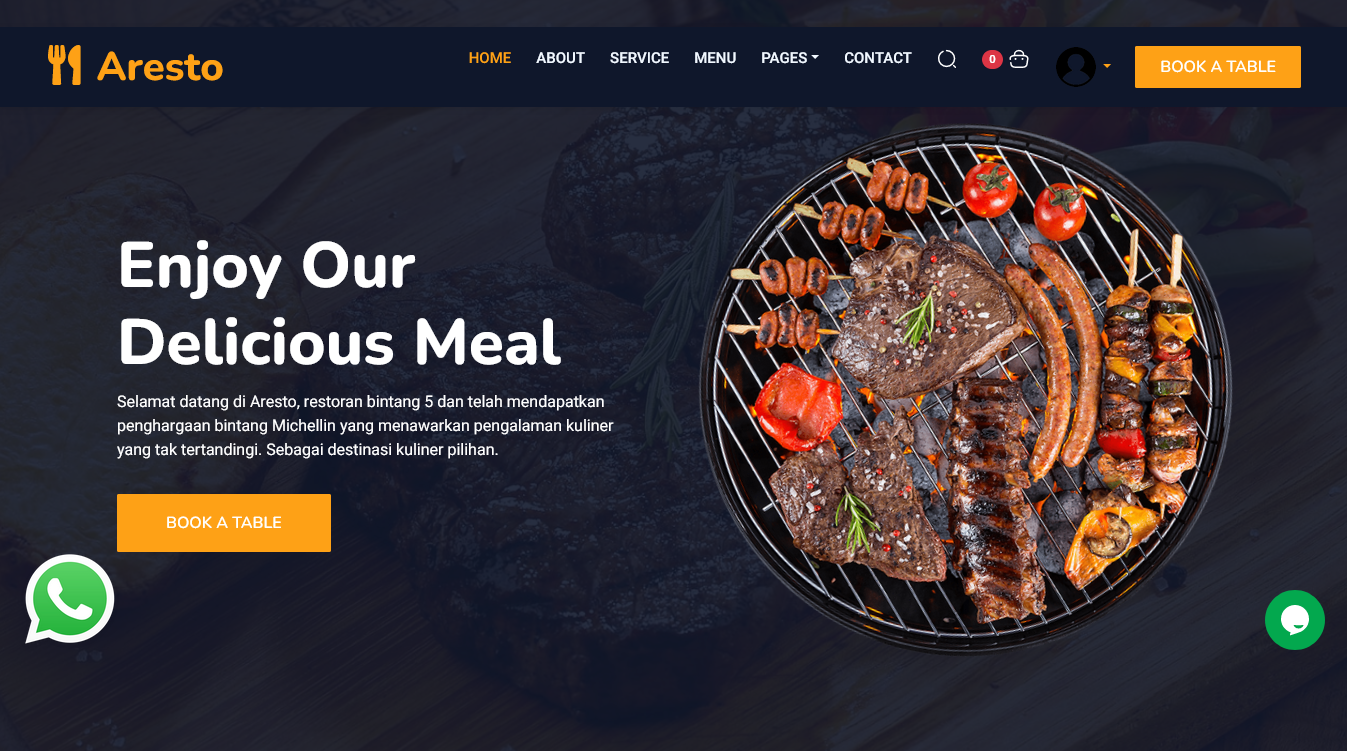 Aresto
HOME ABOUT SERVICE MENU PAGES CONTACT 0 BOOK A TABLE
Enjoy Our
Delicious Meal
Selamat datang di Aresto, restoran bintang 5 dan telah mendapatkan
penghargaan bintang Michellin yang menawarkan pengalaman kuliner
yang tak tertandingi. Sebagai destinasi kuliner pilihan.
BOOK A TABLE